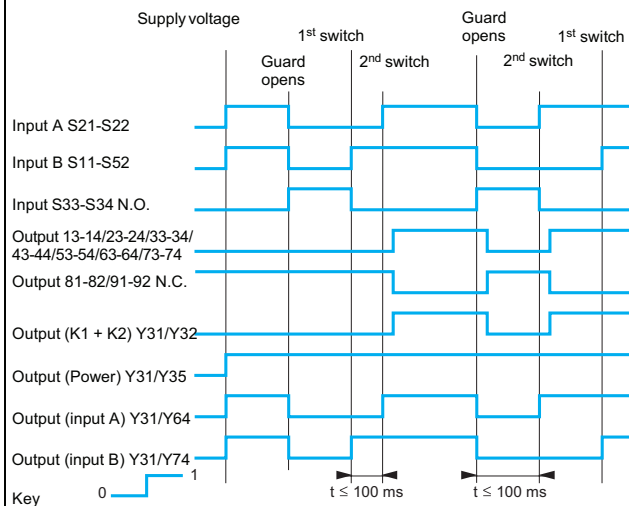 Supply voltage
Guard opens
1st switch
1st switch
Guard opens
2nd switch
2nd switch
Input A S21-S22
Input B S11-S52
Input S33-S34 N.O.
Output 13-14/23-24/33-34/
43-44/53-54/63-64/73-74
Output 81-82/91-92 N.C.
Output (K1 + K2) Y31/Y32
Output (Power) Y31/Y35
Output (input A) Y31/Y64
Output (input B) Y31/Y74
Key 0 1
t ≤ 100 ms
t ≤ 100 ms